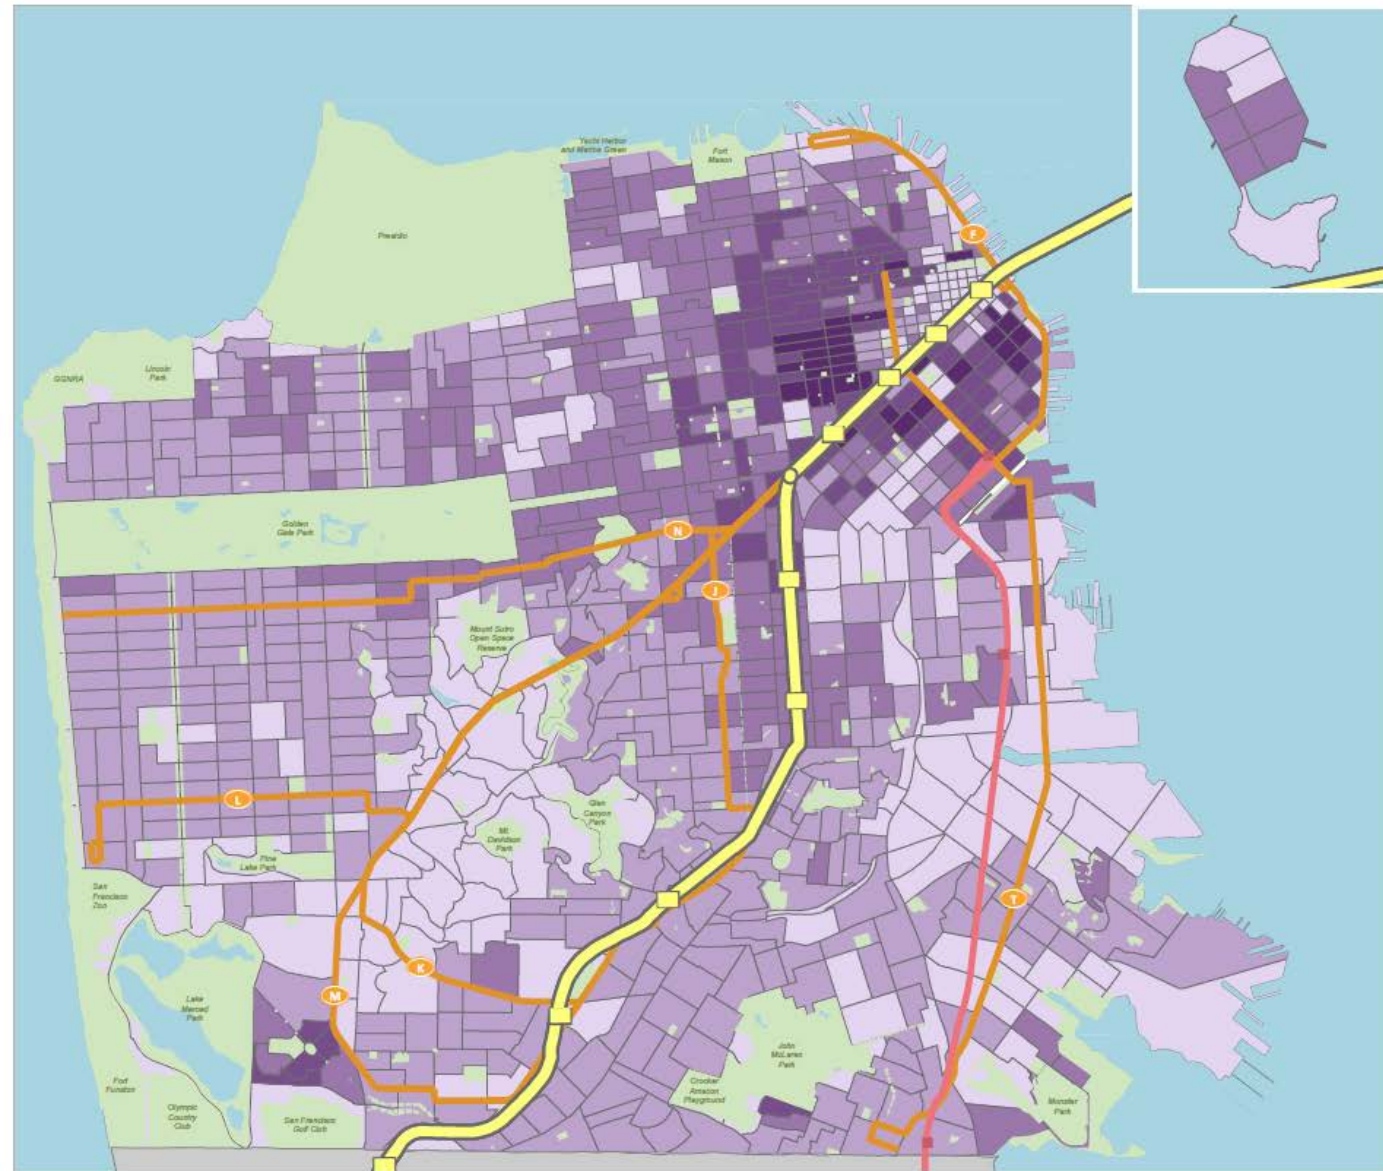 Yacht Harbor
and Marina Green
Fort
Mason
Presidio
F
GGNRA
Lincoln
Park
Golden
Gate Park
N
J
Mount Sutro
Open Space
Reserve
L
Glen
Canyon
Park
Mt
Davidson
Park
Pine
Lake Park
San
Francisco
Zoo
T
K
M
Lake
Merced
Park
John
McLaren
Park
Fort
Funston
Crocker
Amazon
Playground
Monster
Park
Olympic
Country
Club
San Francisco
Golf Club